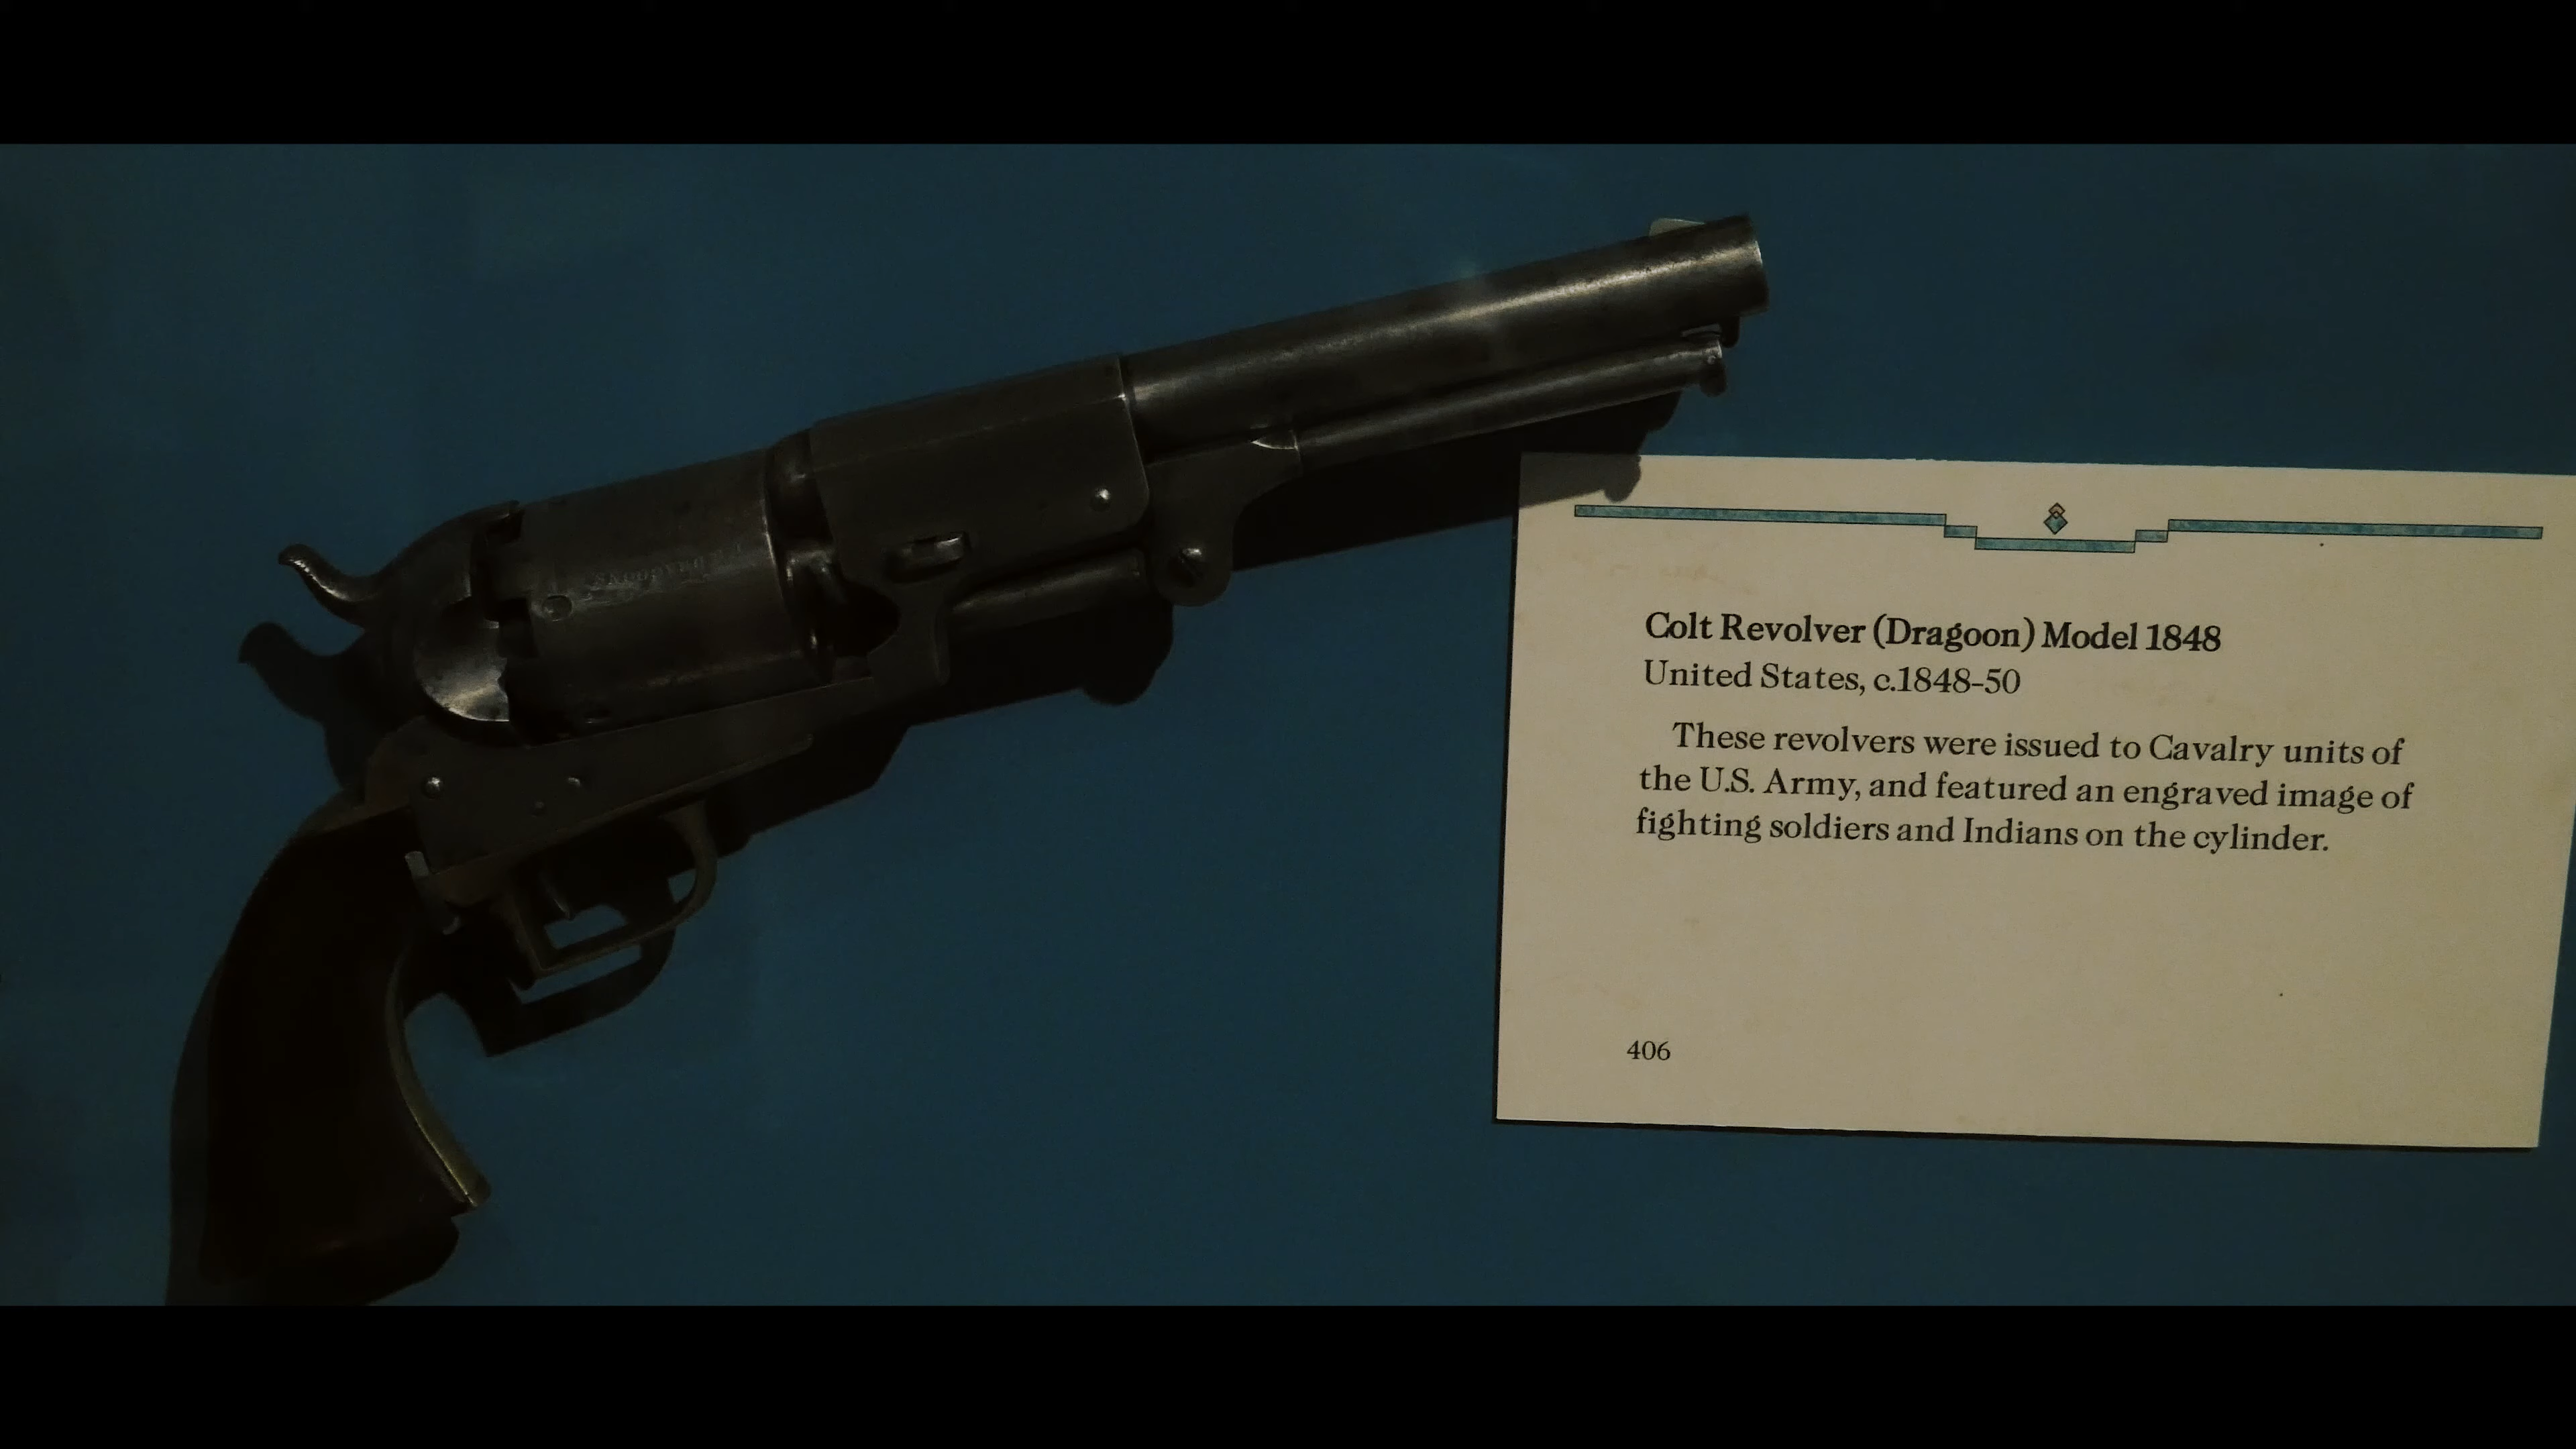 Colt Revolver (Dragoon) Model 1848
United States, c.1848-50
These revolvers were issued to Cavalry units of
the U.S. Army, and featured an engraved image of
fighting soldiers and Indians on the cylinder.
406